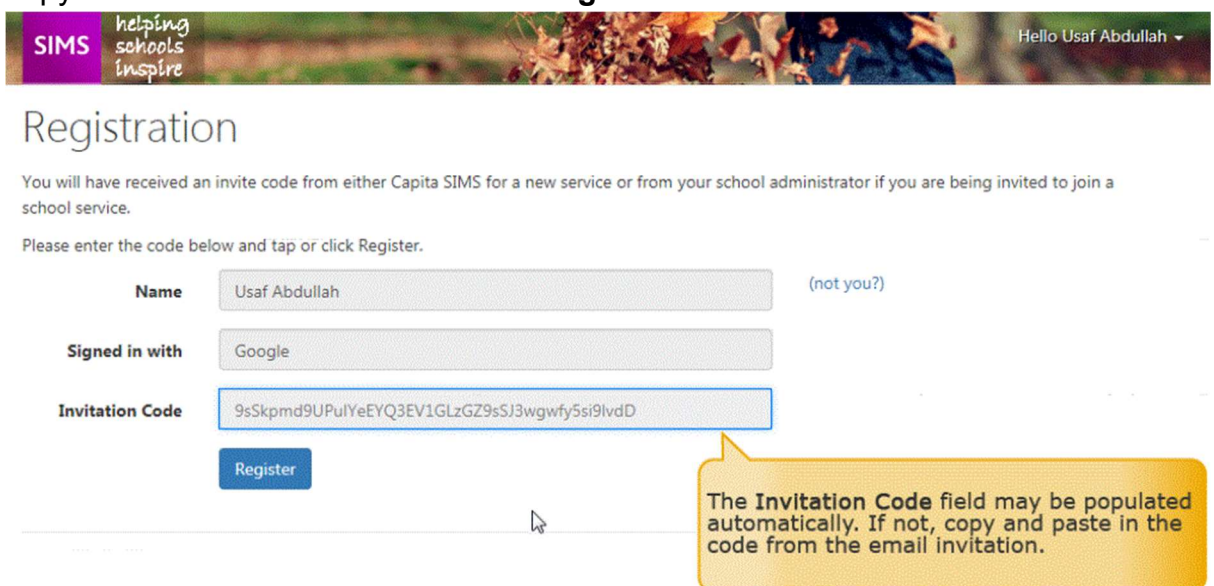 SIMS helping
schools
inspire
Hello Usaf Abdullah
Registration
You will have received an invite code from either Capita SIMS for a new service or from your school administrator if you are being invited to join a
school service.
Please enter the code below and tap or click Register.
Name Usaf Abdullah (not you?)
Signed in with Google
Invitation Code 9sSkpmd9UPulYeEYQ3EV1GLzGZ9sSJ3wgwfy5si9lvdD
Register
The Invitation Code field may be populated
automatically. If not, copy and paste in the
code from the email invitation.